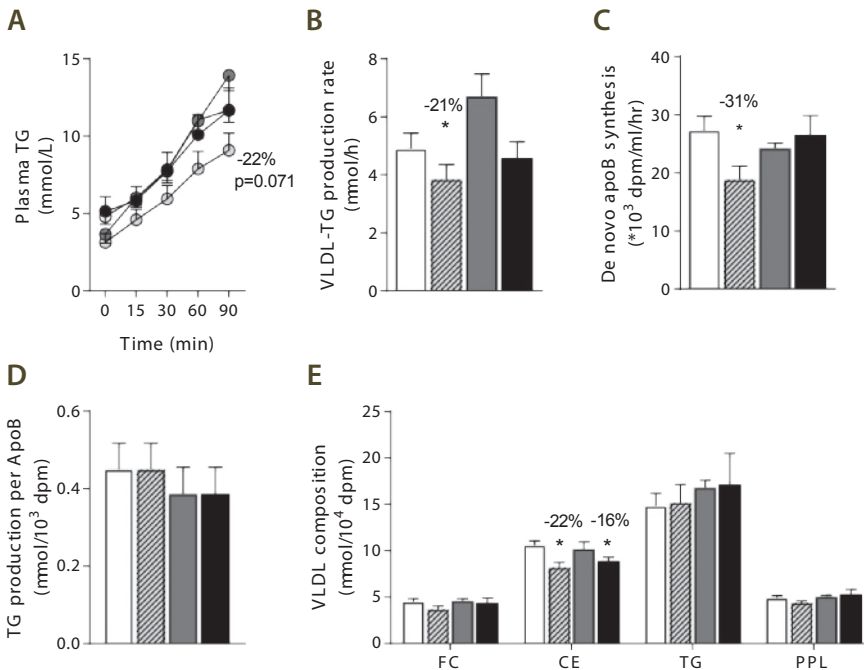 A
Plasma TG
(mmol/L)
15
10
5
0
-22%
p=0.071
0 15 30 60 90
Time (min)
B
VLDL-TG production rate
(mmol/h)
8
6
4
2
0
-21%
*
C
De novo apoB synthesis
(*10³ dpm/ml/hr)
40
30
20
10
0
-31%
*
D
TG production per ApoB
(mmol/10³ dpm)
0.6
0.4
0.2
0.0
E
VLDL composition
(mmol/10⁴ dpm)
25
20
15
10
5
0
-22% -16%
* *
FC CE TG PPL